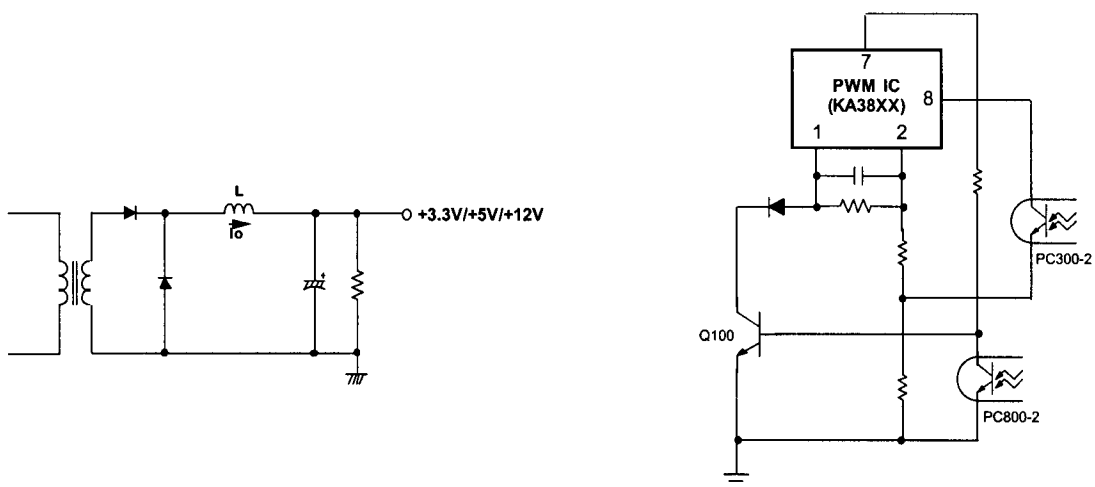 L
Io
+3.3V/+5V/+12V
7
PWM IC
(KA38XX)
8
1
2
PC300-2
Q100
PC800-2
+